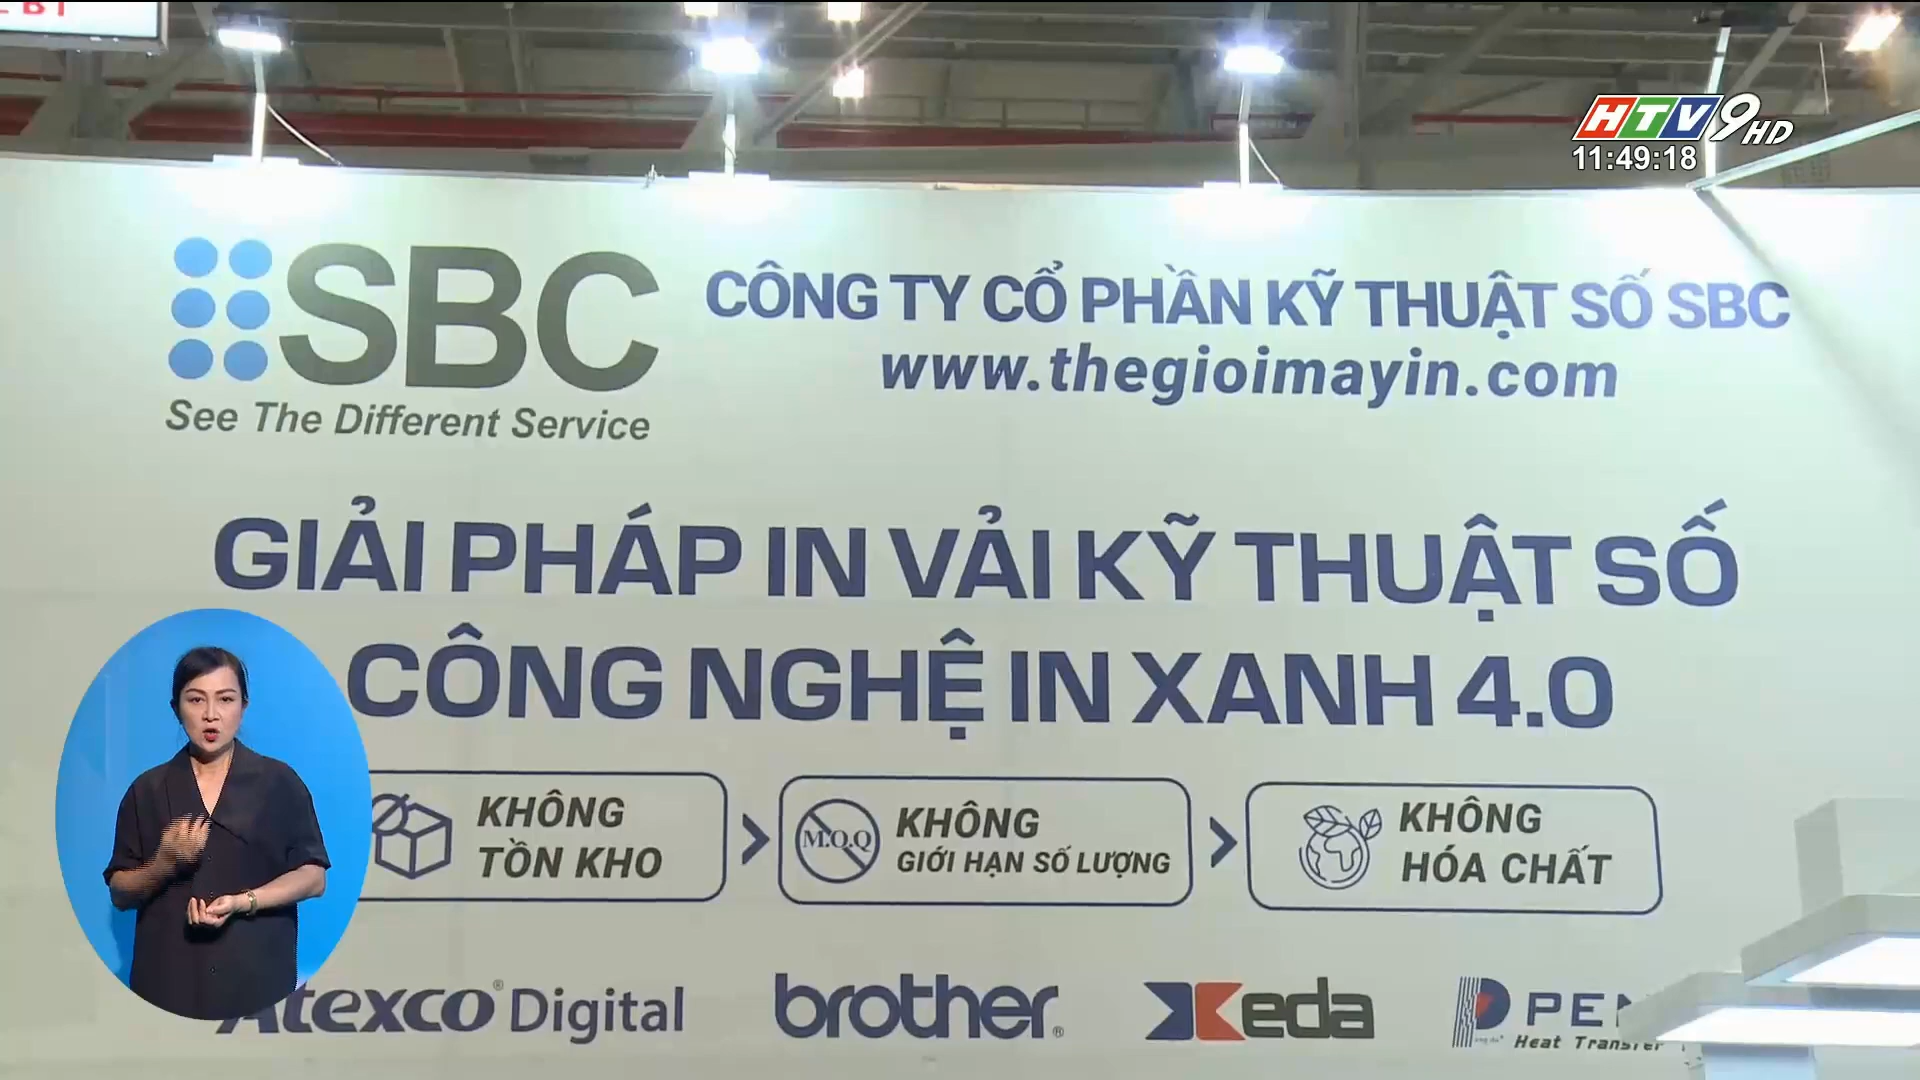 HTV9 HD
11:49:18
SBC
See The Different Service
CÔNG TY CỔ PHẦN KỸ THUẬT SỐ SBC
www.thegioimayin.com
GIẢI PHÁP IN VẢI KỸ THUẬT SỐ
CÔNG NGHỆ IN XANH 4.0
KHÔNG
TỒN KHO
M.O.Q
KHÔNG
GIỚI HẠN SỐ LƯỢNG
KHÔNG
HÓA CHẤT
Atexco® Digital
brother®
Keda
Heat Transfer